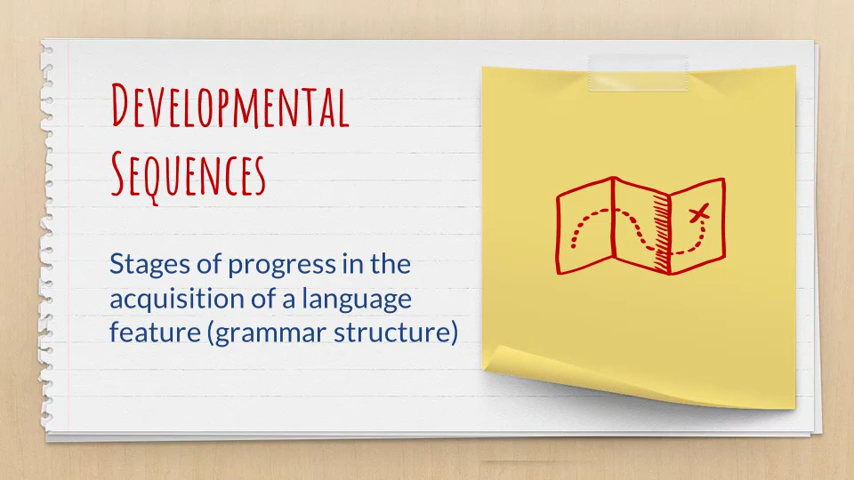 Developmental
Sequences
Stages of progress in the
acquisition of a language
feature (grammar structure)